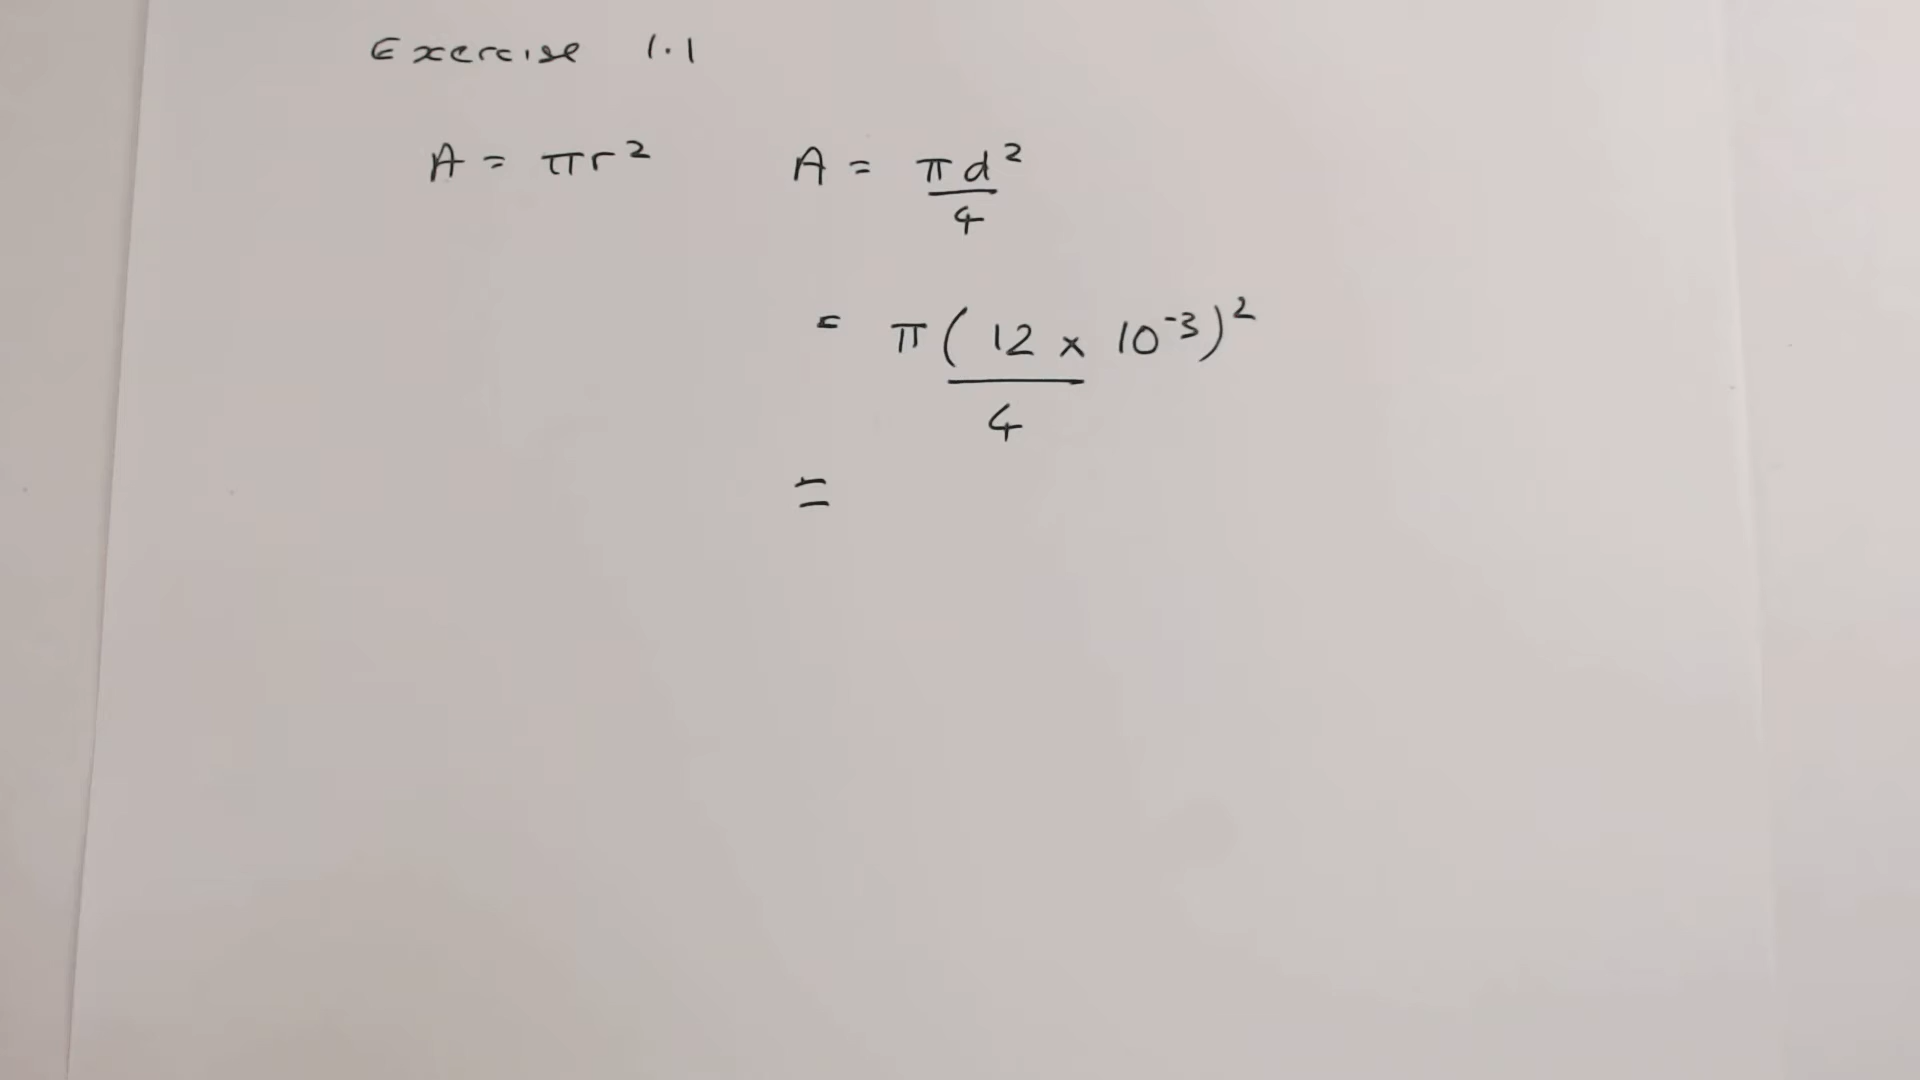 Exercise 1.1
A = πr² A = πd²
4
= π( 12 × 10⁻³)²
4
=